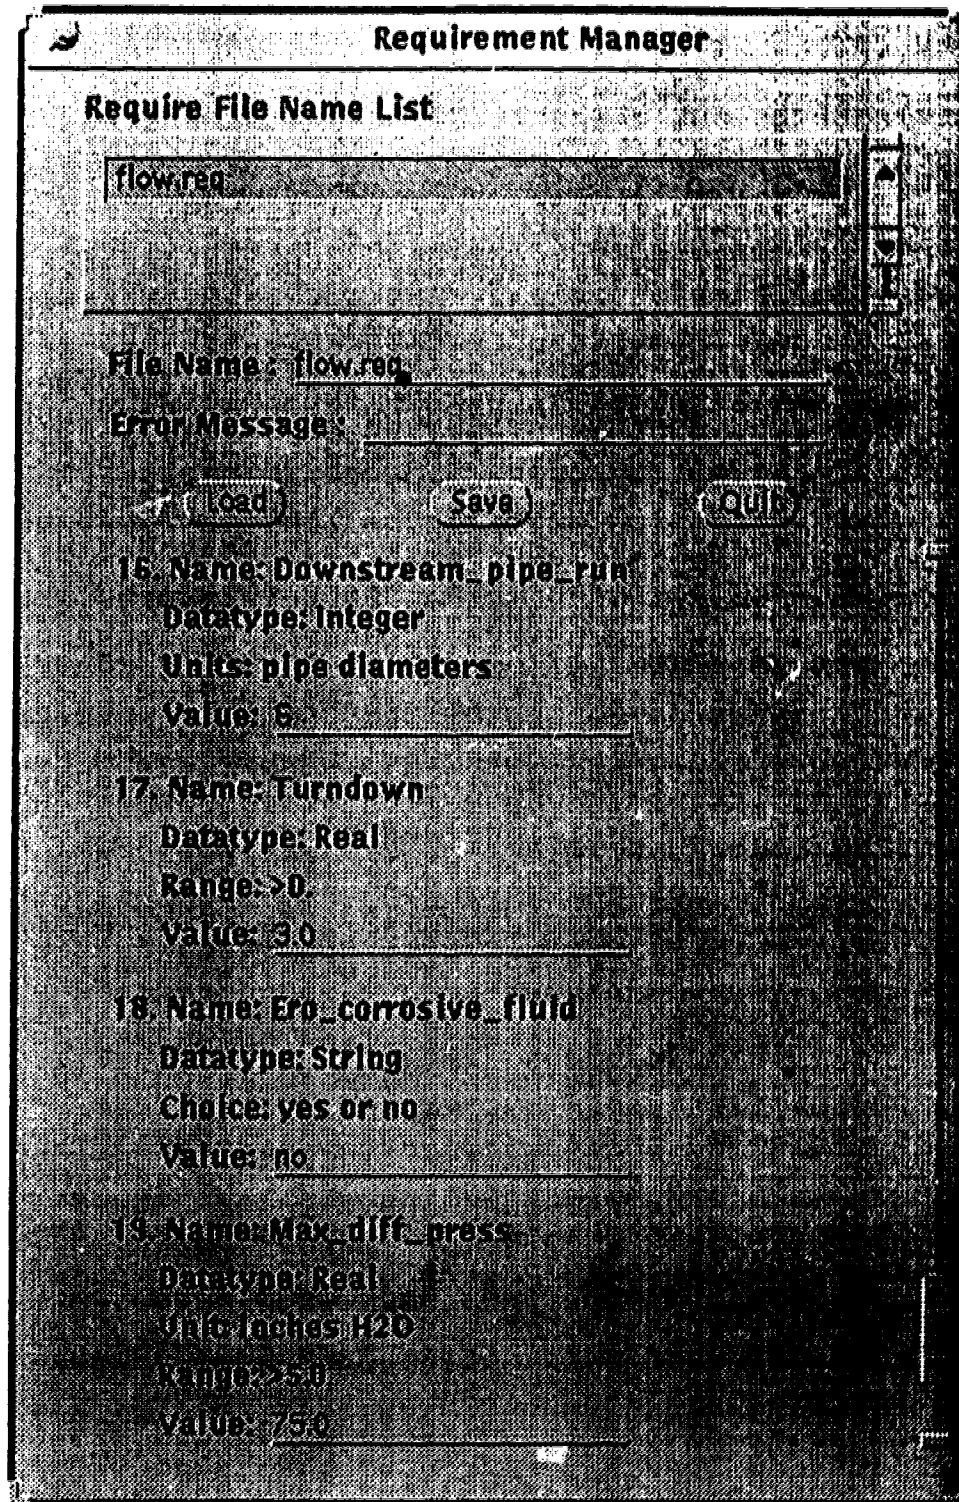 Requirement Manager
Require File Name List
flow.req
File Name : flow.req
Error Message :
Load Save Quit
16. Name: Downstream_pipe_run
Datatype: Integer
Units: pipe diameters
Value: 6
17. Name: Turndown
Datatype: Real
Range: >0.
Value: 3.0
18. Name: Ero_corrosive_fluid
Datatype: String
Choice: yes or no
Value: no
19. Name: Max_diff_press
Datatype: Real
Unit: Inches H2O
Range: >5.0
Value: 75.0